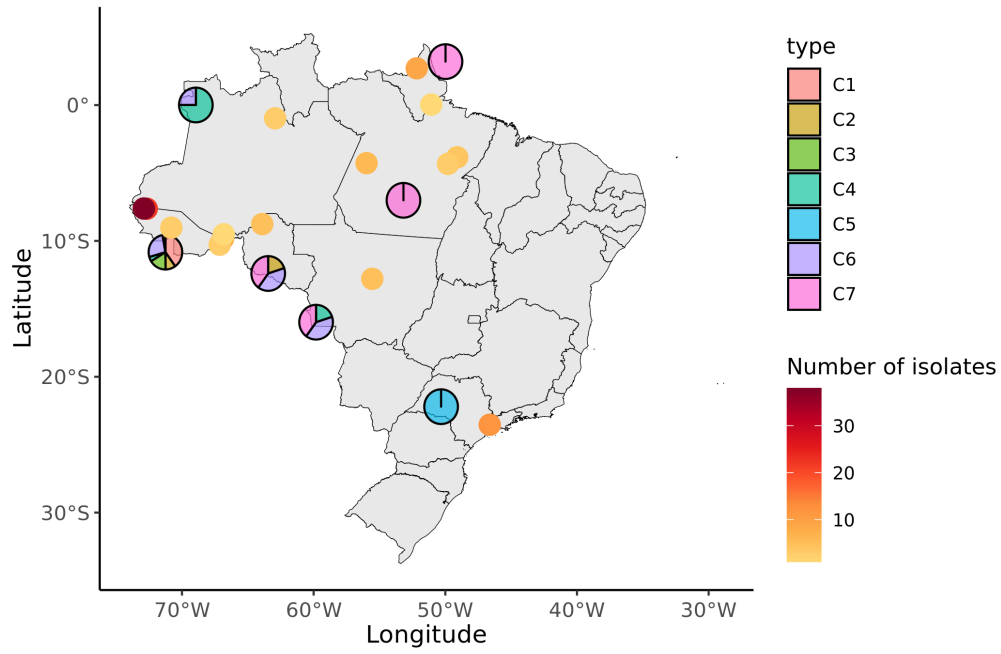 type
C1
C2
C3
C4
C5
C6
C7
Number of isolates
30
20
10
Latitude
0°
10°S
20°S
30°S
70°W
60°W
50°W
40°W
30°W
Longitude